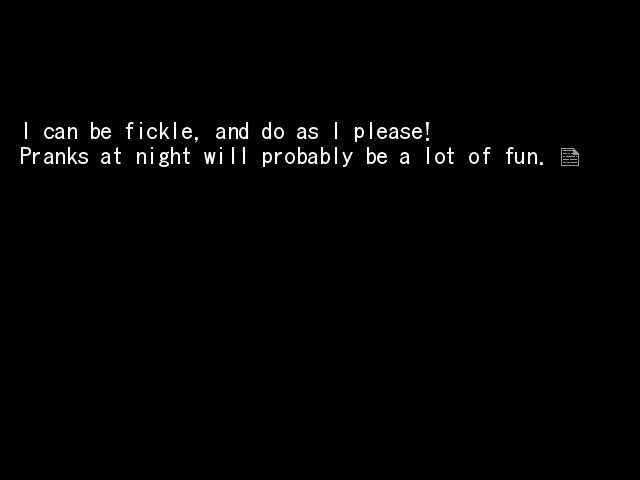 I can be fickle, and do as I please!
Pranks at night will probably be a lot of fun.